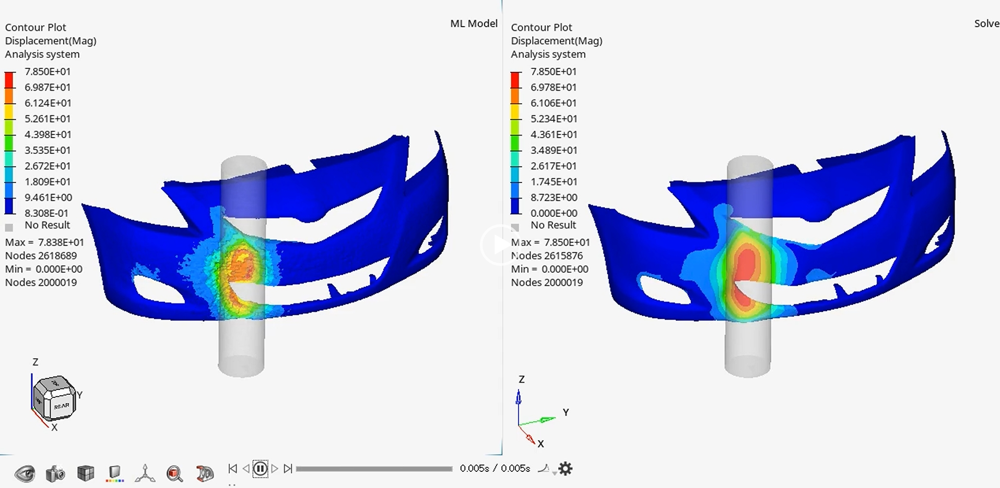 ML Model
Contour Plot
Displacement(Mag)
Analysis system
7.850E+01
6.987E+01
6.124E+01
5.261E+01
4.398E+01
3.535E+01
2.672E+01
1.809E+01
9.461E+00
8.308E-01
No Result
Max = 7.838E+01
Nodes 2618689
Min = 0.000E+00
Nodes 2000019
Z
Y
REAR
X
Solve
Contour Plot
Displacement(Mag)
Analysis system
7.850E+01
6.978E+01
6.106E+01
5.234E+01
4.361E+01
3.489E+01
2.617E+01
1.745E+01
8.723E+00
0.000E+00
No Result
Max = 7.850E+01
Nodes 2615876
Min = 0.000E+00
Nodes 2000019
Z
Y
X
0.005s / 0.005s